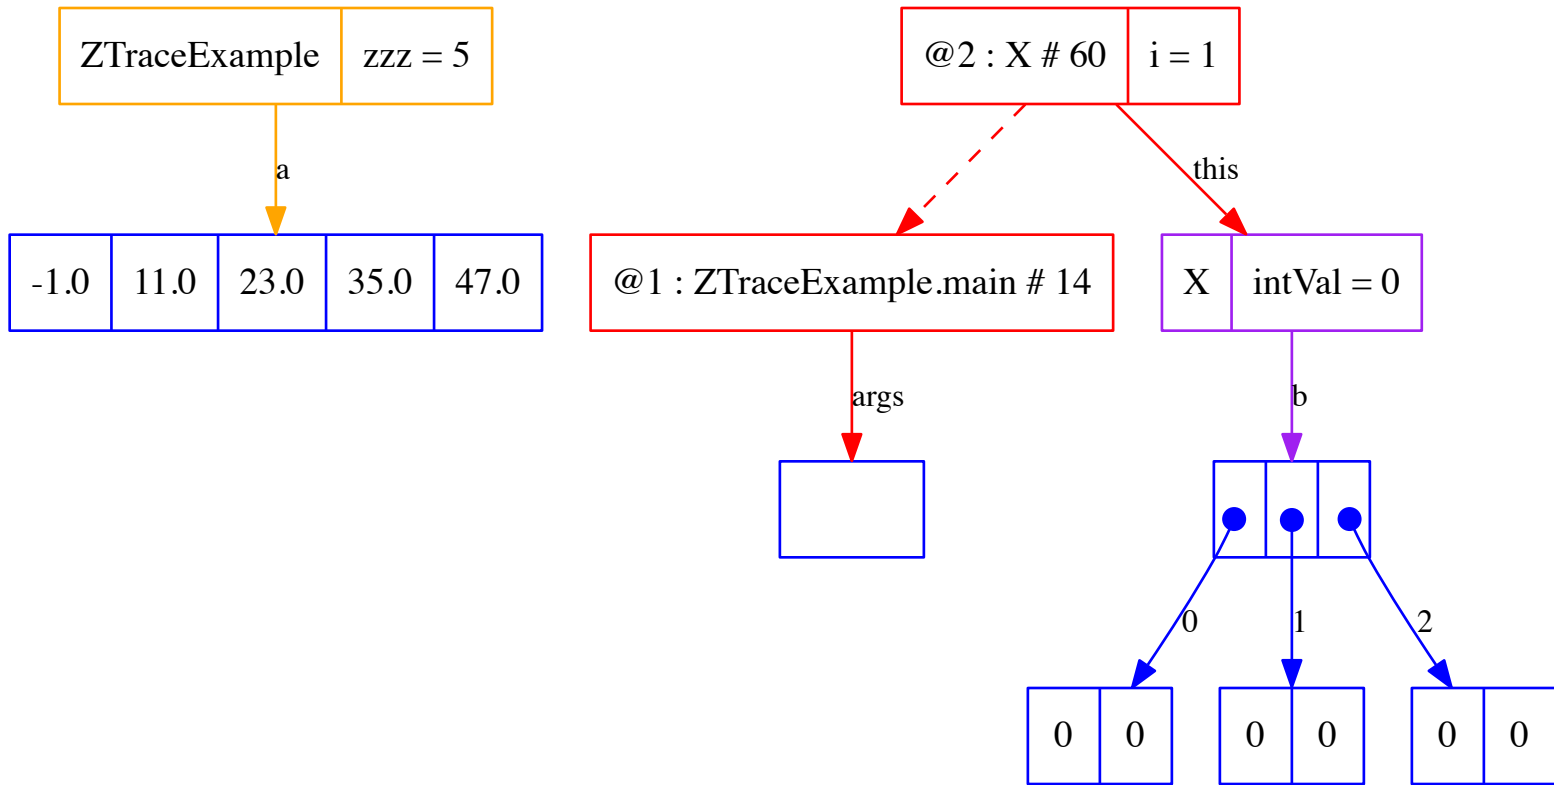 ZTraceExample zzz = 5
@2 : X # 60 i = 1
a
this
-1.0 11.0 23.0 35.0 47.0
@1 : ZTraceExample.main # 14
X intVal = 0
args
b
0
1
2
0 0
0 0
0 0